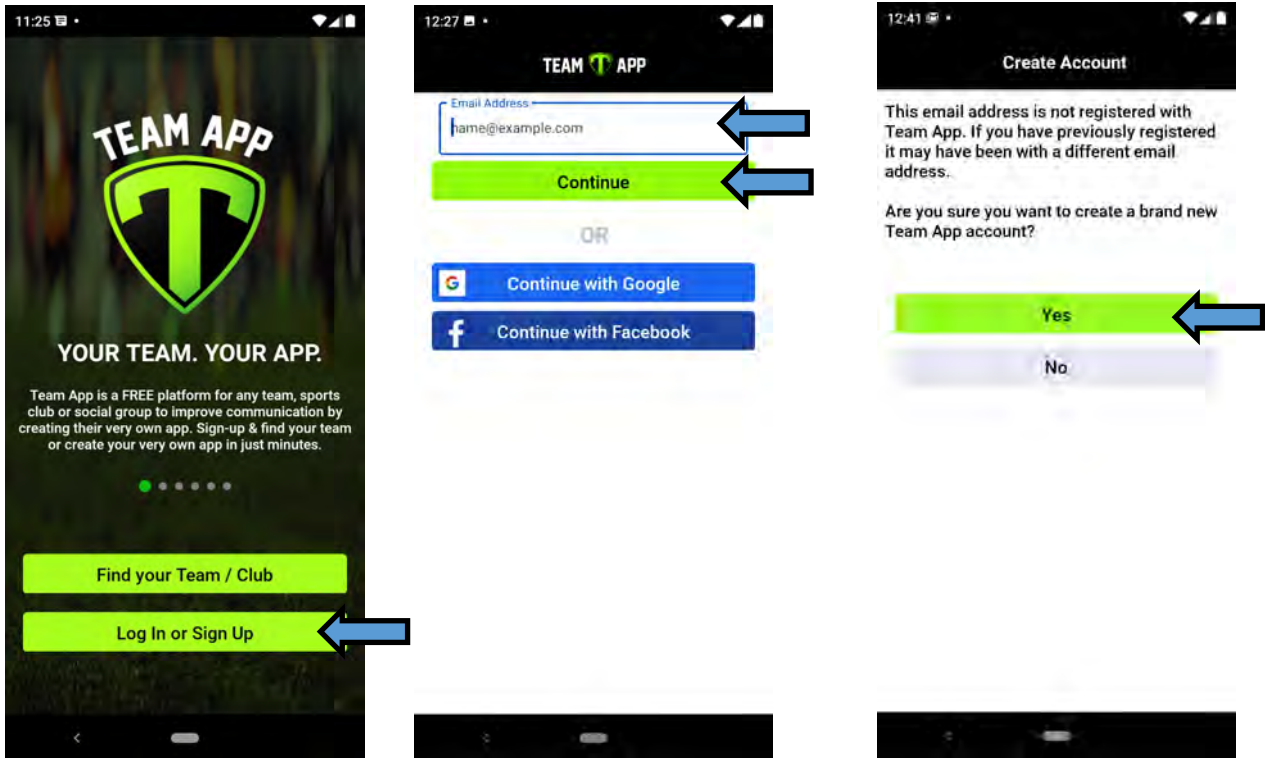 11:25
TEAM APP
YOUR TEAM. YOUR APP.
Team App is a FREE platform for any team, sports
club or social group to improve communication by
creating their very own app. Sign-up & find your team
or create your very own app in just minutes.
Find your Team / Club
Log In or Sign Up
12:27
TEAM T APP
Email Address
name@example.com
Continue
OR
G Continue with Google
f Continue with Facebook
12:41
Create Account
This email address is not registered with
Team App. If you have previously registered
it may have been with a different email
address.
Are you sure you want to create a brand new
Team App account?
Yes
No